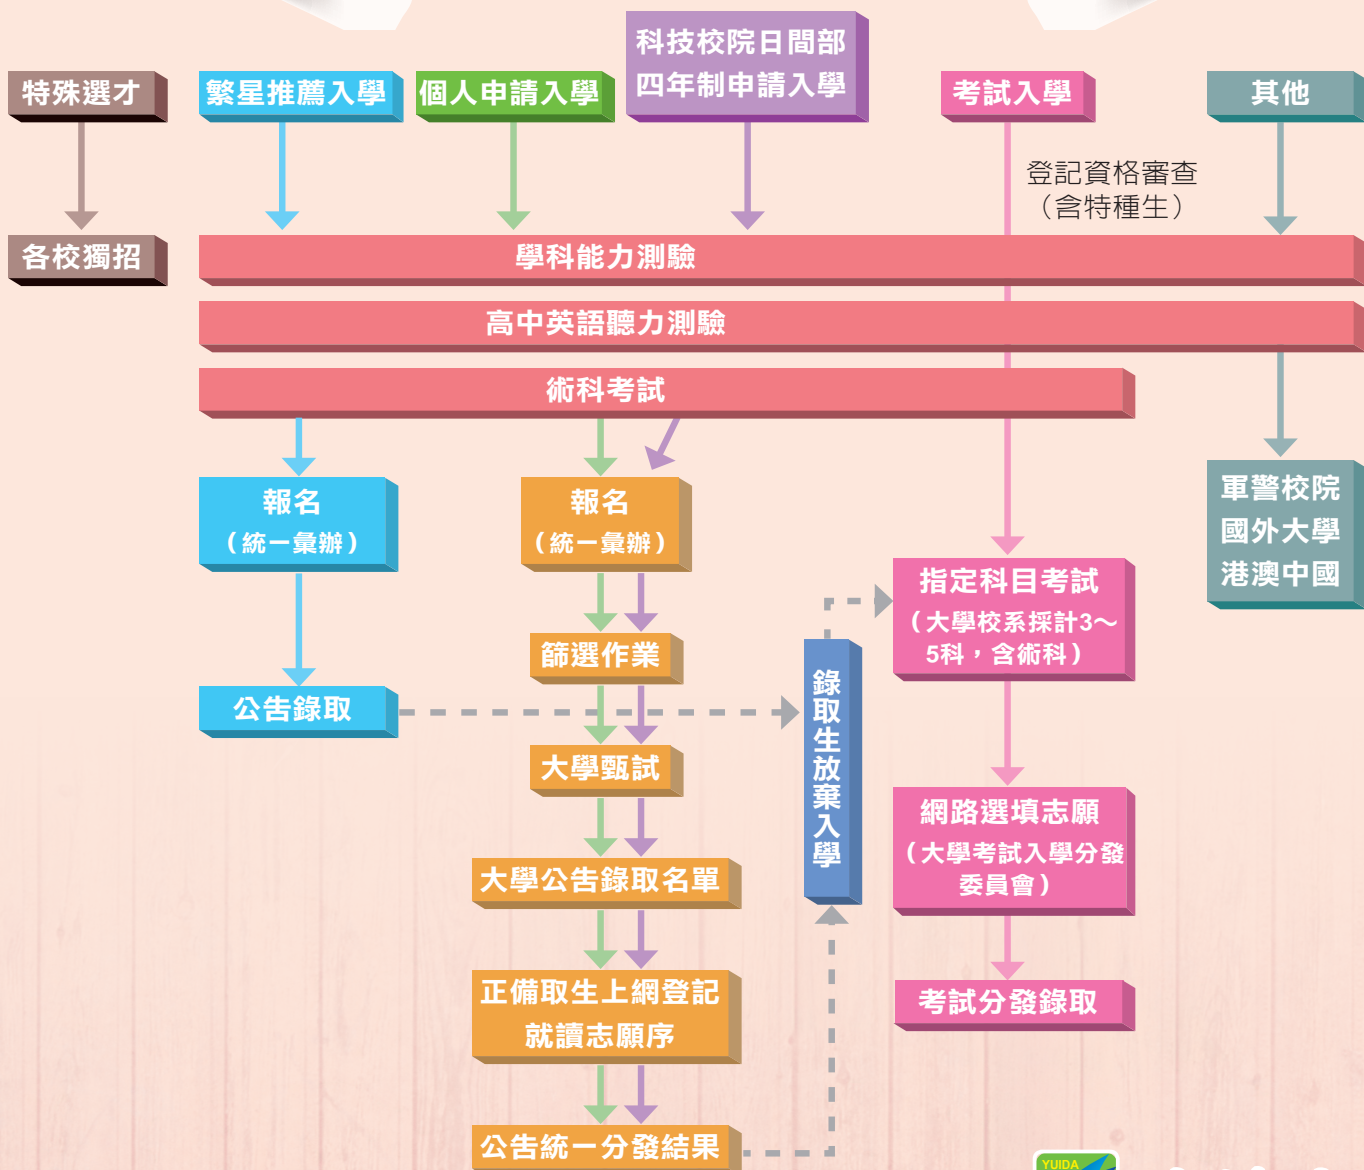 特殊選才
繁星推薦入學
個人申請入學
科技校院日間部
四年制申請入學
考試入學
其他
登記資格審查
（含特種生）
各校獨招
學科能力測驗
高中英語聽力測驗
術科考試
報名
（統一彙辦）
報名
（統一彙辦）
軍警校院
國外大學
港澳中國
指定科目考試
（大學校系採計3～
5科，含術科）
篩選作業
公告錄取
錄取生放棄入學
大學甄試
網路選填志願
（大學考試入學分發
委員會）
大學公告錄取名單
正備取生上網登記
就讀志願序
考試分發錄取
公告統一分發結果
YUIDA